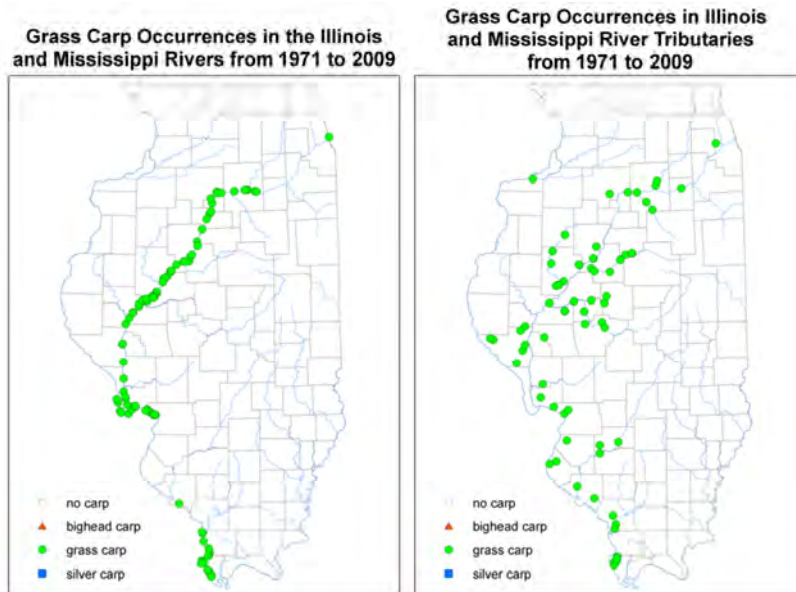 Grass Carp Occurrences in the Illinois
and Mississippi Rivers from 1971 to 2009
no carp
bighead carp
grass carp
silver carp
Grass Carp Occurrences in Illinois
and Mississippi River Tributaries
from 1971 to 2009
no carp
bighead carp
grass carp
silver carp